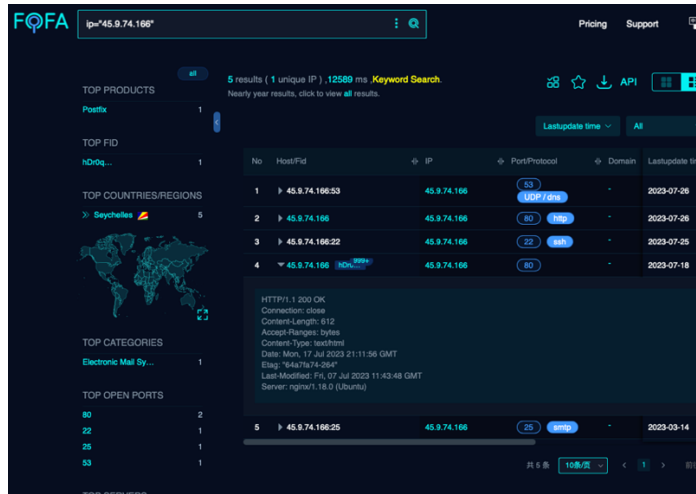 FOFA
ip="45.9.74.166"
Pricing
Support
all
TOP PRODUCTS
Postfix 1
TOP FID
hDr0q... 1
TOP COUNTRIES/REGIONS
Seychelles 5
TOP CATEGORIES
Electronic Mail Sy... 1
TOP OPEN PORTS
80 2
22 1
25 1
53 1
5 results ( 1 unique IP ) ,12589 ms ,Keyword Search.
Nearly year results, click to view all results.
API
Lastupdate time
All
No Host/Fid IP Port/Protocol Domain Lastupdate
1 45.9.74.166:53 45.9.74.166 53 UDP / dns - 2023-07-26
2 45.9.74.166 45.9.74.166 80 http - 2023-07-26
3 45.9.74.166:22 45.9.74.166 22 ssh - 2023-07-25
4 45.9.74.166 999+ 45.9.74.166 80 - 2023-07-18
HTTP/1.1 200 OK
Connection: close
Content-Length: 612
Accept-Ranges: bytes
Content-Type: text/html
Date: Mon, 17 Jul 2023 21:11:56 GMT
Etag: "64a7fa74-264"
Last-Modified: Fri, 07 Jul 2023 11:43:48 GMT
Server: nginx/1.18.0 (Ubuntu)
5 45.9.74.166:25 45.9.74.166 25 smtp - 2023-03-14
共 5 条 10条/页 1